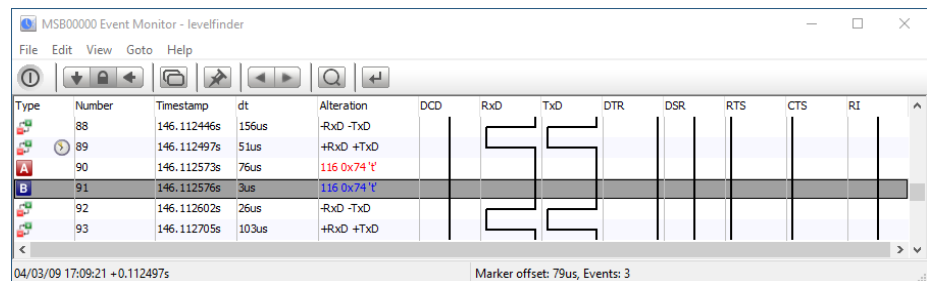 MSB00000 Event Monitor - levelfinder
File Edit View Goto Help
Type Number Timestamp dt Alteration DCD RxD TxD DTR DSR RTS CTS RI
88 146.112446s 156us -RxD -TxD
89 146.112497s 51us +RxD +TxD
A 90 146.112573s 76us 116 0x74 't'
B 91 146.112576s 3us 116 0x74 't'
92 146.112602s 26us -RxD -TxD
93 146.112705s 103us +RxD +TxD
04/03/09 17:09:21 +0.112497s Marker offset: 79us, Events: 3